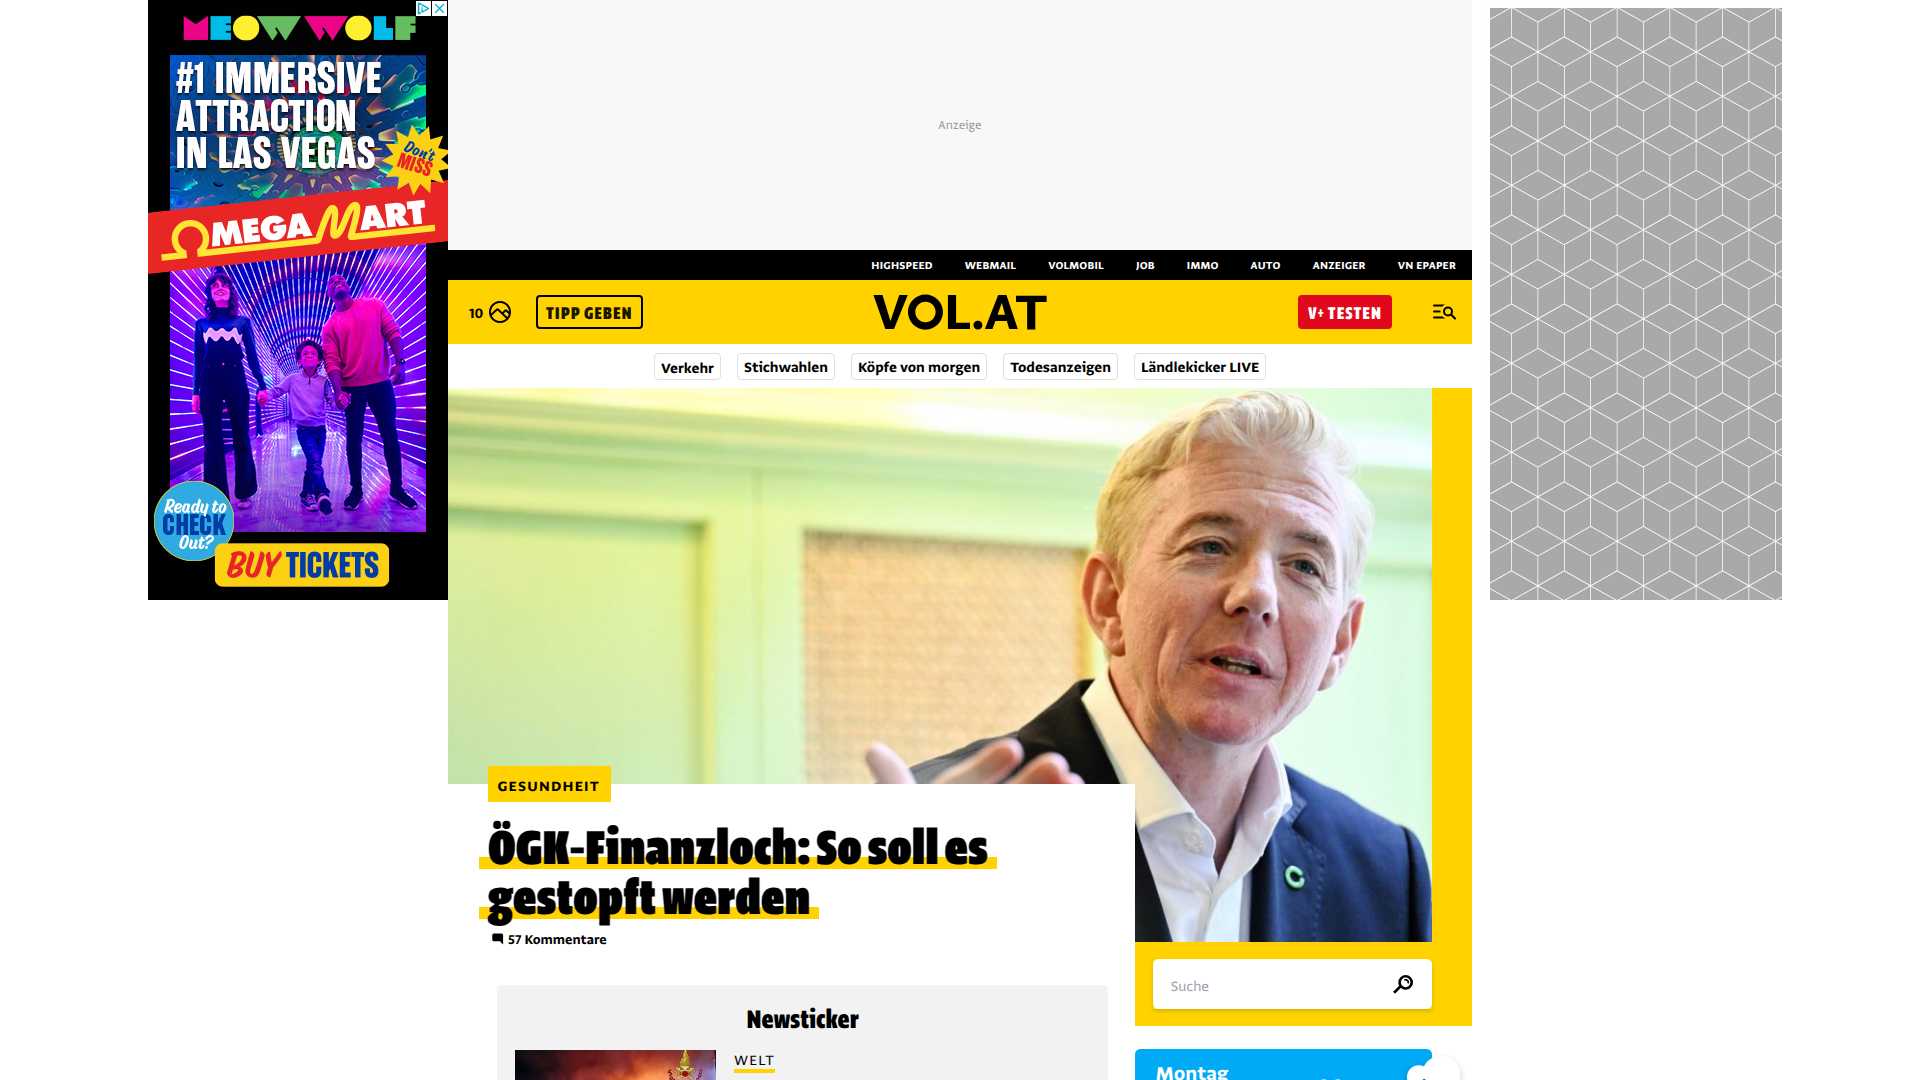 MEOW WOLF
#1 IMMERSIVE
ATTRACTION
IN LAS VEGAS
Don't
MISS
OMEGA MART
Ready to
CHECK
Out?
BUY TICKETS
Anzeige
HIGHSPEED WEBMAIL VOLMOBIL JOB IMMO AUTO ANZEIGER VN EPAPER
10 TIPP GEBEN VOL.AT V+ TESTEN
Verkehr Stichwahlen Köpfe von morgen Todesanzeigen Ländlekicker LIVE
GESUNDHEIT
ÖGK-Finanzloch: So soll es
gestopft werden
57 Kommentare
Suche
Newsticker
WELT
Montag